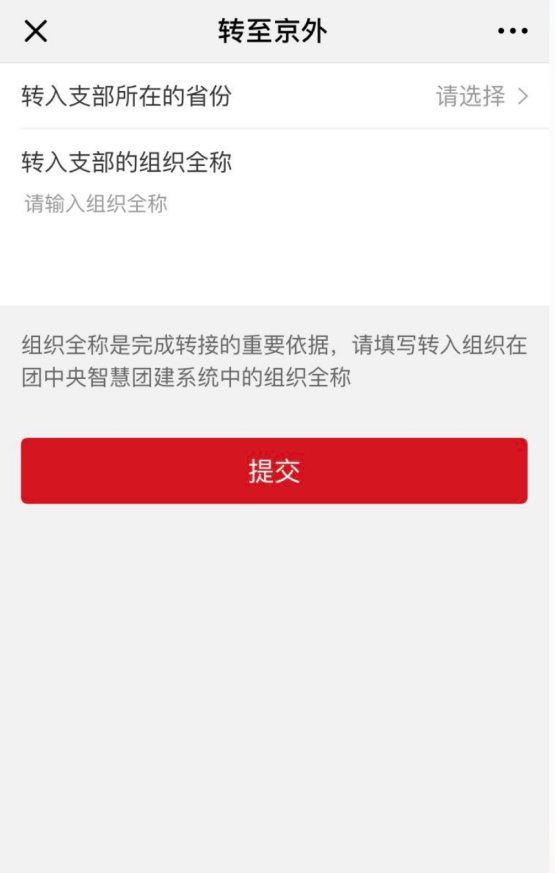 转至京外
转入支部所在的省份 请选择
转入支部的组织全称
请输入组织全称
组织全称是完成转接的重要依据，请填写转入组织在
团中央智慧团建系统中的组织全称
提交